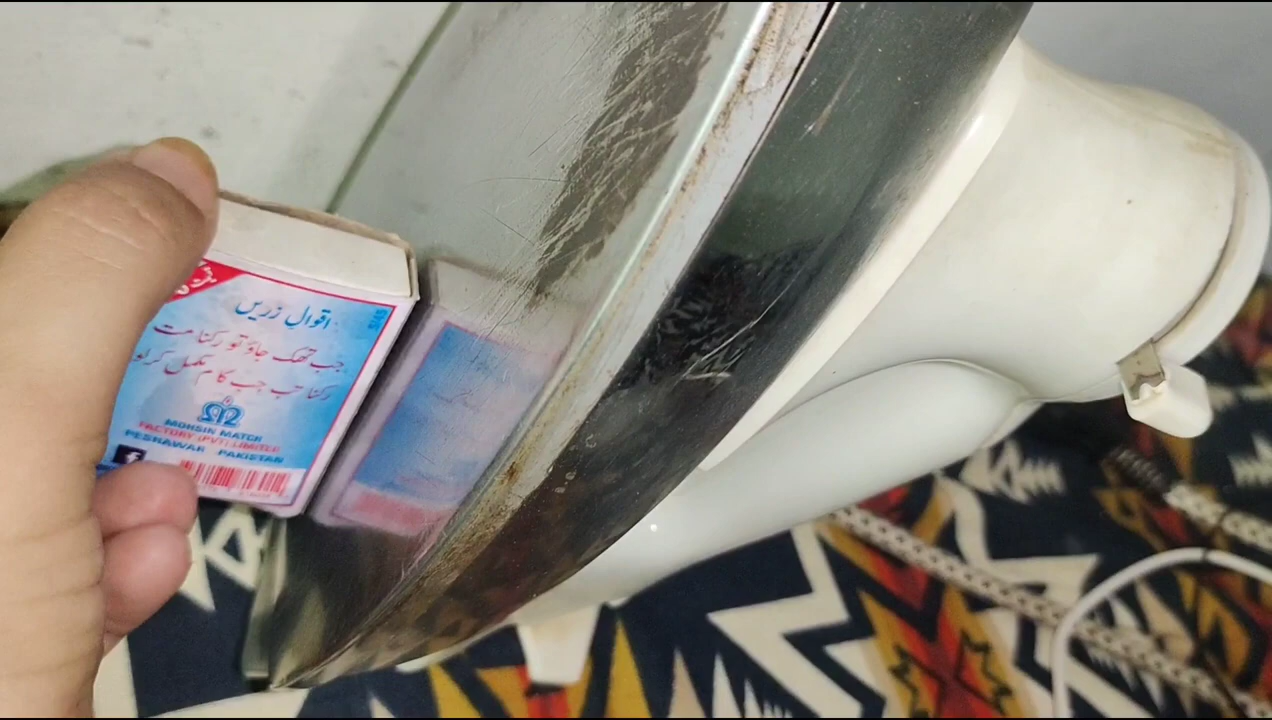 اقوالِ زریں
جب تھک جاؤ تو رکنا مت
رکنا تب جب کام مکمل کر لو
MOHSIN MATCH
FACTORY (PVT) LIMITED
PESHAWAR PAKISTAN